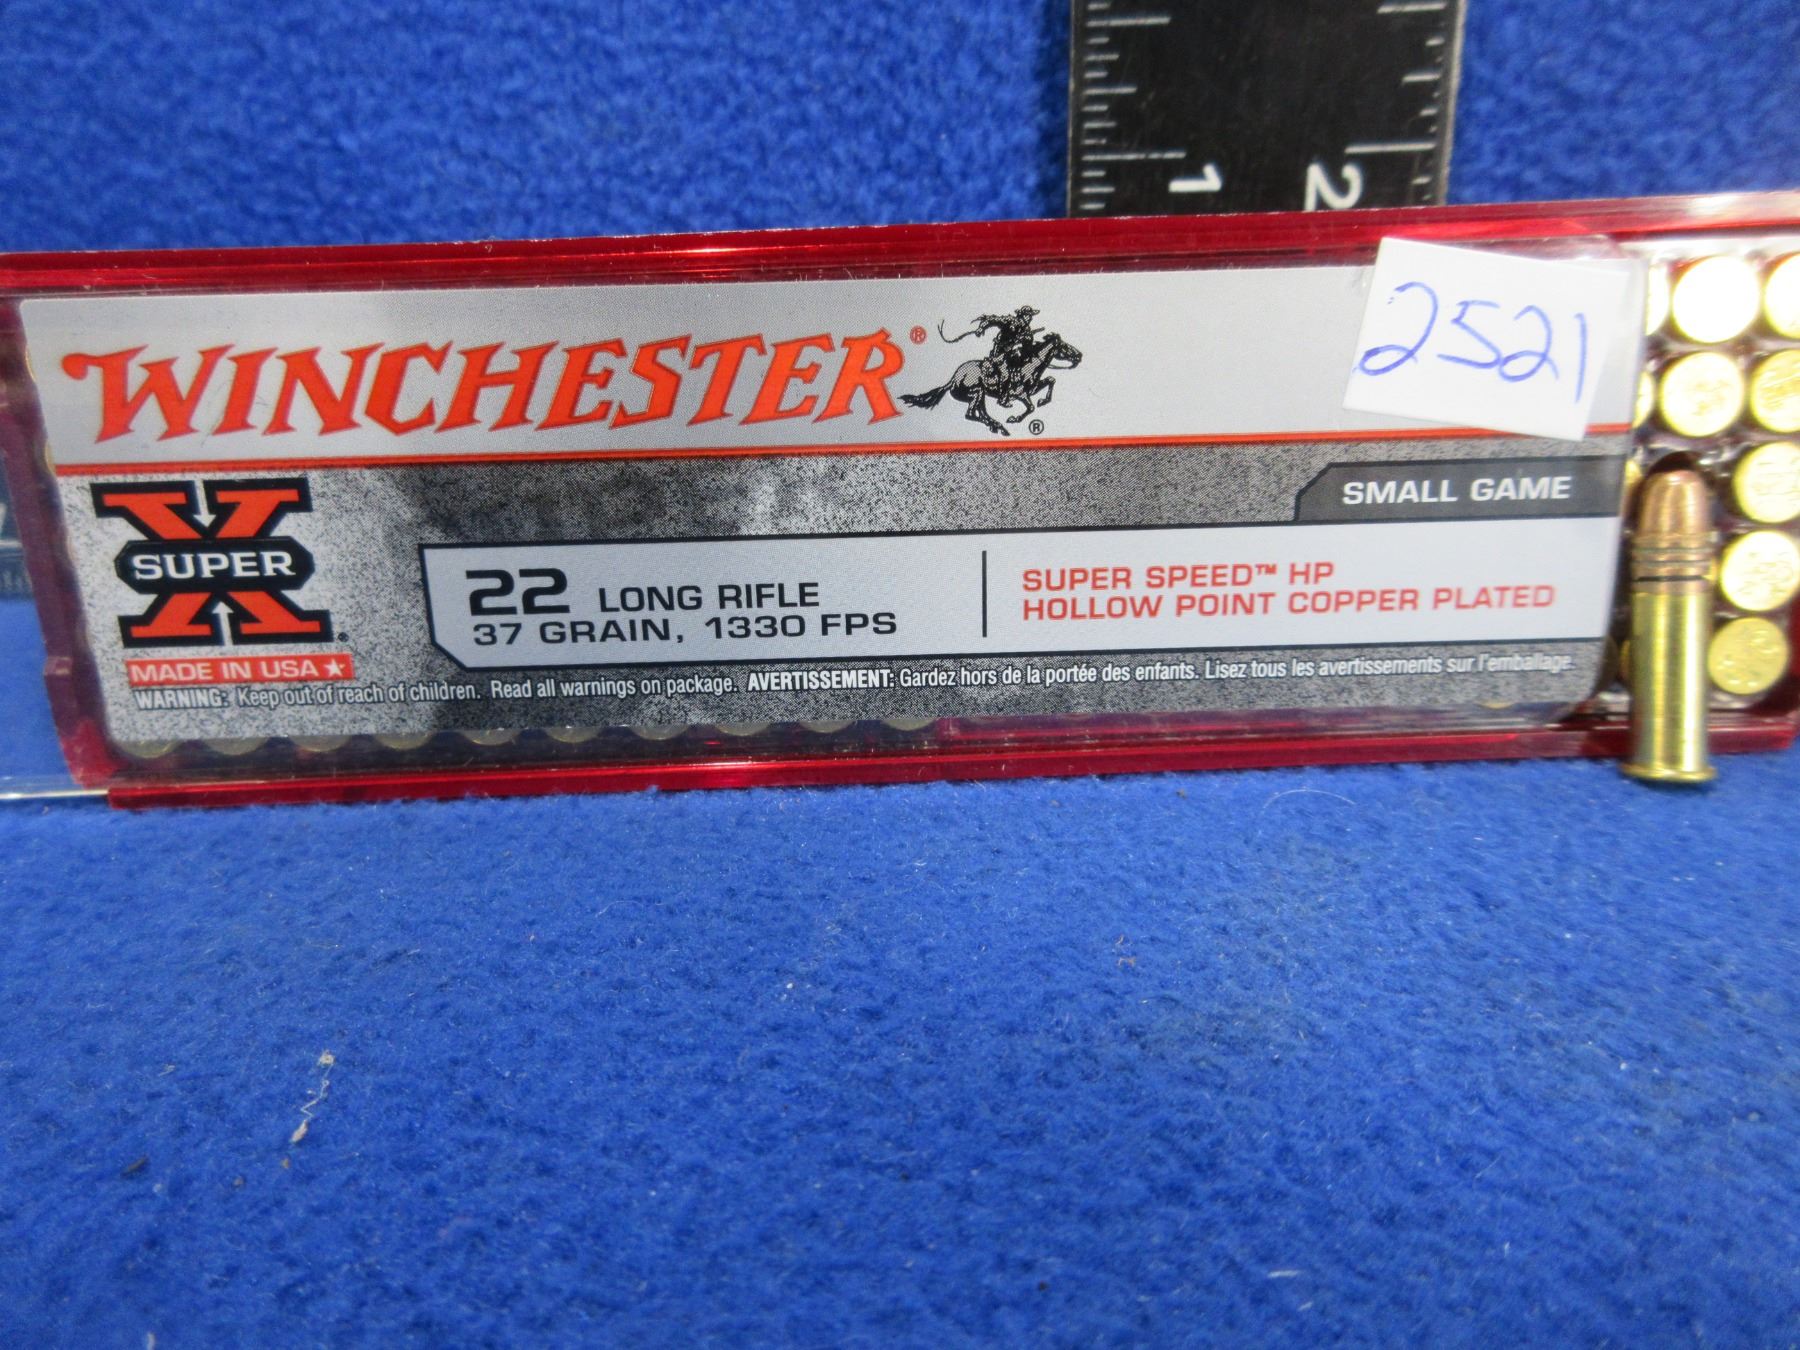 1 2
WINCHESTER®
®
2521
SMALL GAME
X
SUPER
22 LONG RIFLE
37 GRAIN, 1330 FPS
SUPER SPEED™ HP
HOLLOW POINT COPPER PLATED
MADE IN USA
WARNING: Keep out of reach of children. Read all warnings on package. AVERTISSEMENT: Gardez hors de la portée des enfants. Lisez tous les avertissements sur l'emballage.